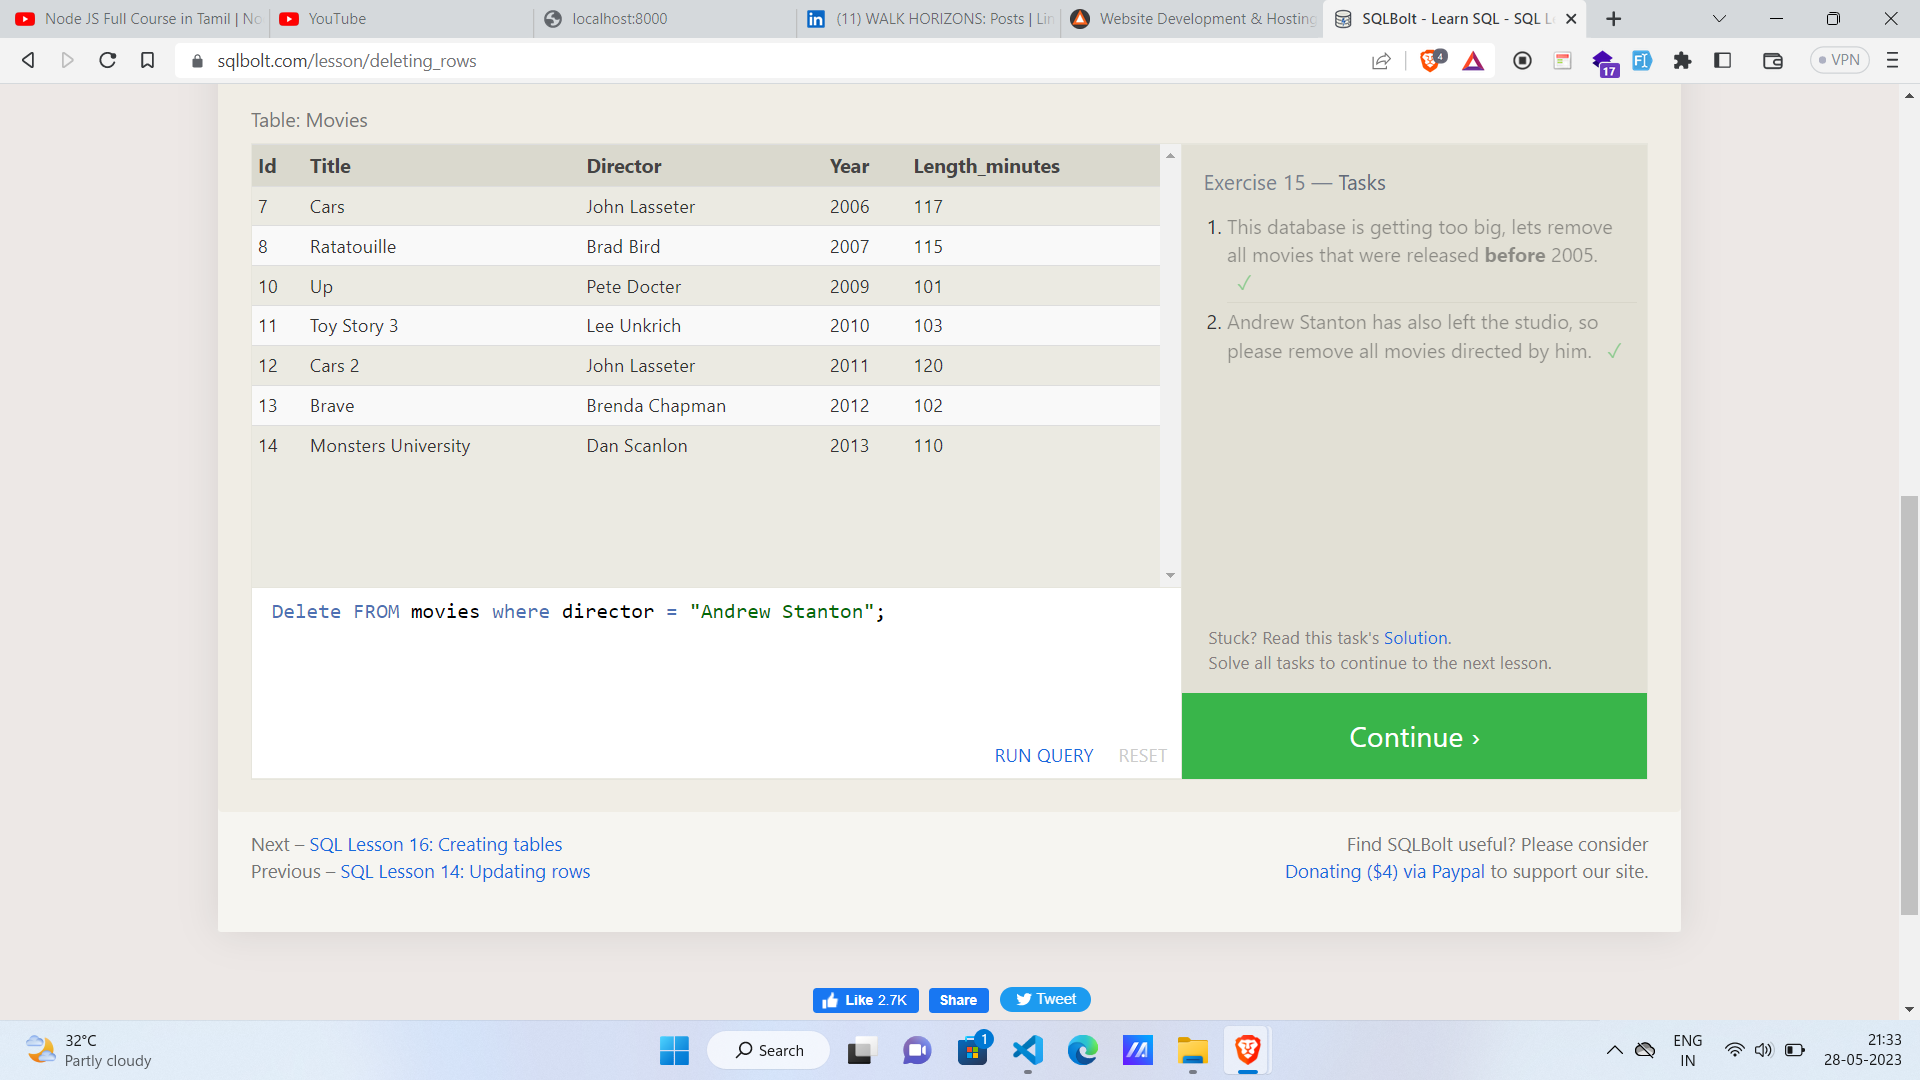 Node JS Full Course in Tamil | No
YouTube
localhost:8000
(11) WALK HORIZONS: Posts | Lin
Website Development & Hosting
SQLBolt - Learn SQL - SQL Le
sqlbolt.com/lesson/deleting_rows
4
17
VPN
Table: Movies
Id Title Director Year Length_minutes
7 Cars John Lasseter 2006 117
8 Ratatouille Brad Bird 2007 115
10 Up Pete Docter 2009 101
11 Toy Story 3 Lee Unkrich 2010 103
12 Cars 2 John Lasseter 2011 120
13 Brave Brenda Chapman 2012 102
14 Monsters University Dan Scanlon 2013 110
Delete FROM movies where director = "Andrew Stanton";
RUN QUERY RESET
Exercise 15 — Tasks
1. This database is getting too big, lets remove
all movies that were released before 2005.
✓
2. Andrew Stanton has also left the studio, so
please remove all movies directed by him. ✓
Stuck? Read this task's Solution.
Solve all tasks to continue to the next lesson.
Continue ›
Next – SQL Lesson 16: Creating tables
Previous – SQL Lesson 14: Updating rows
Find SQLBolt useful? Please consider
Donating ($4) via Paypal to support our site.
Like 2.7K
Share
Tweet
32°C
Partly cloudy
Search
1
ENG
IN
21:33
28-05-2023